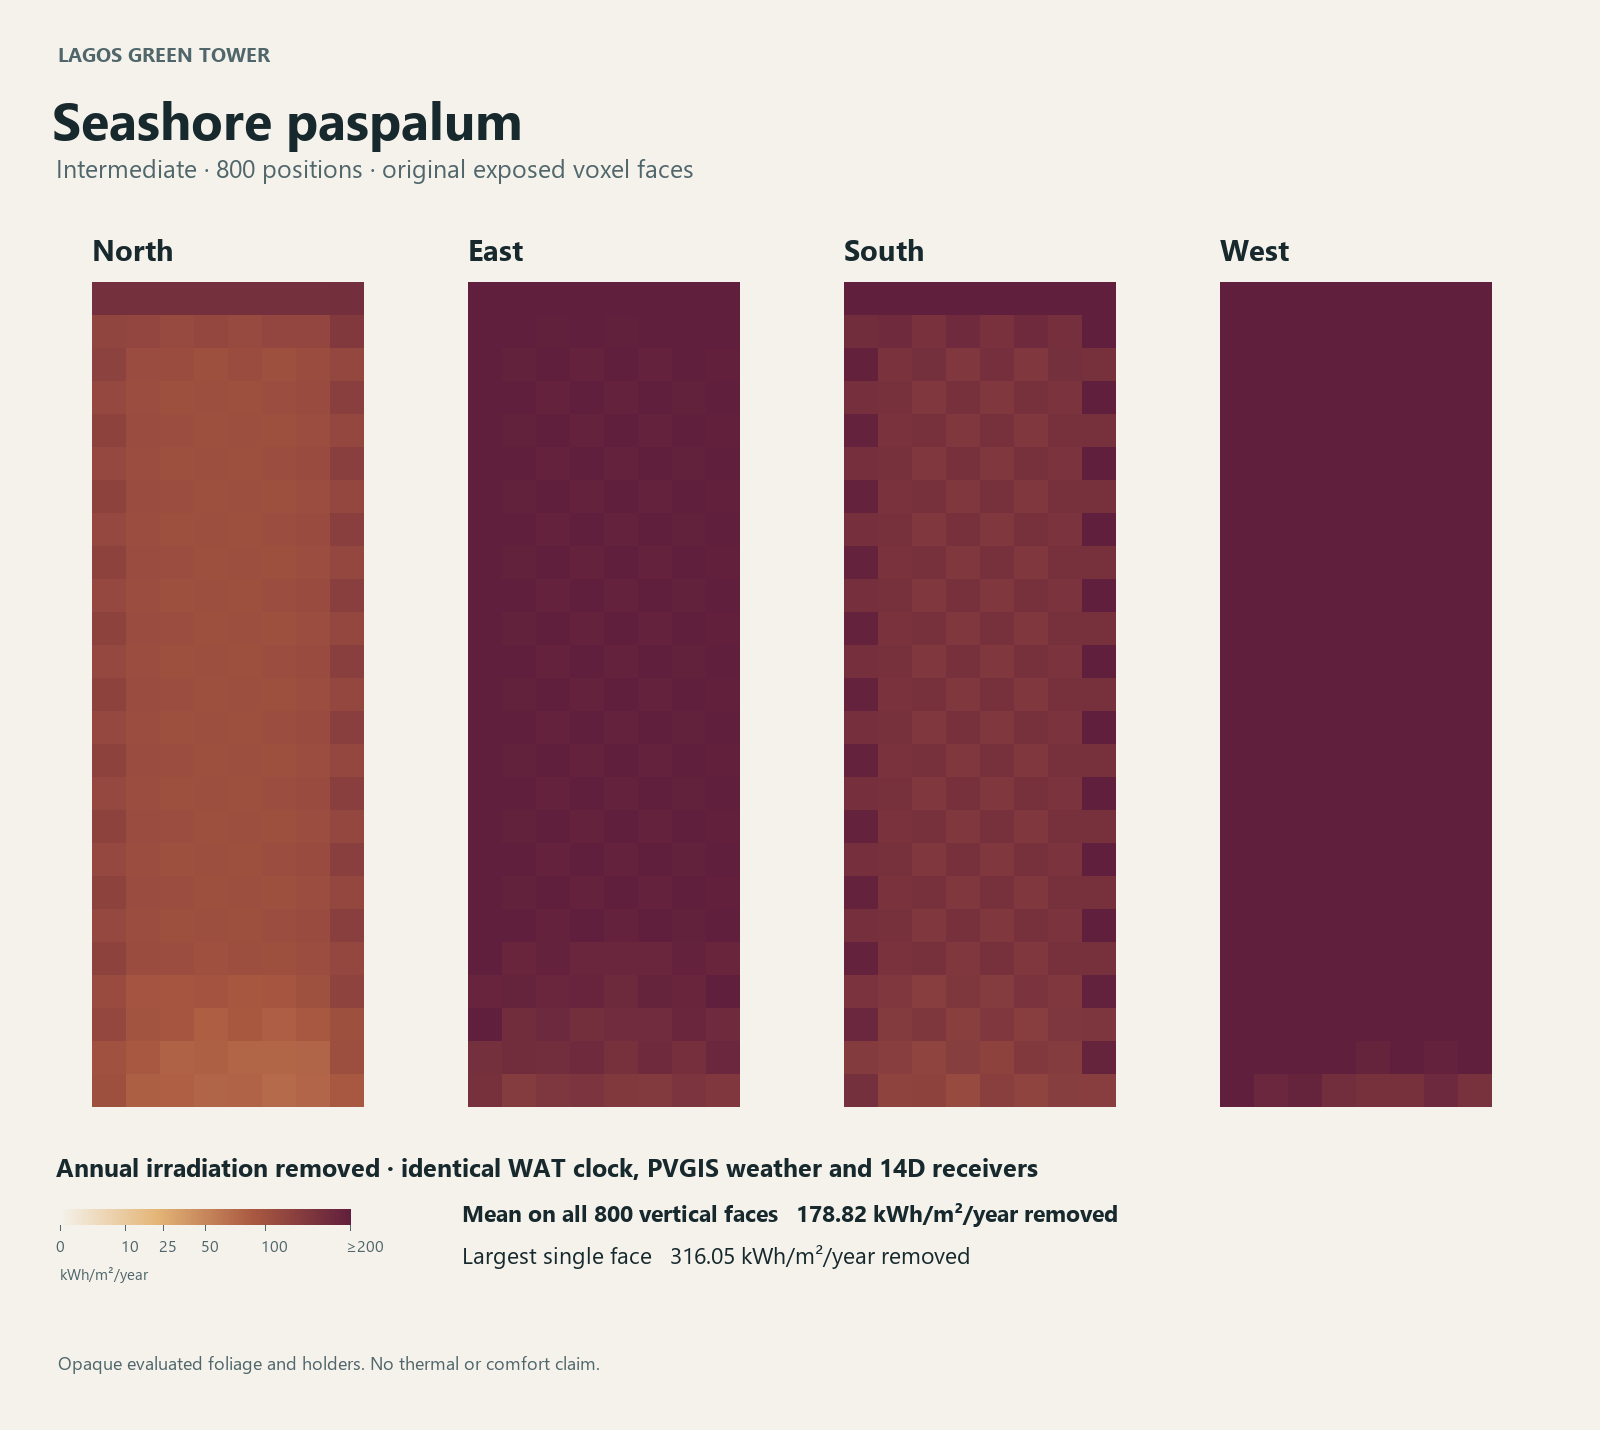 LAGOS GREEN TOWER
Seashore paspalum
Intermediate · 800 positions · original exposed voxel faces
North East South West
Annual irradiation removed · identical WAT clock, PVGIS weather and 14D receivers
Mean on all 800 vertical faces 178.82 kWh/m²/year removed
0 10 25 50 100 ≥200
Largest single face 316.05 kWh/m²/year removed
kWh/m²/year
Opaque evaluated foliage and holders. No thermal or comfort claim.